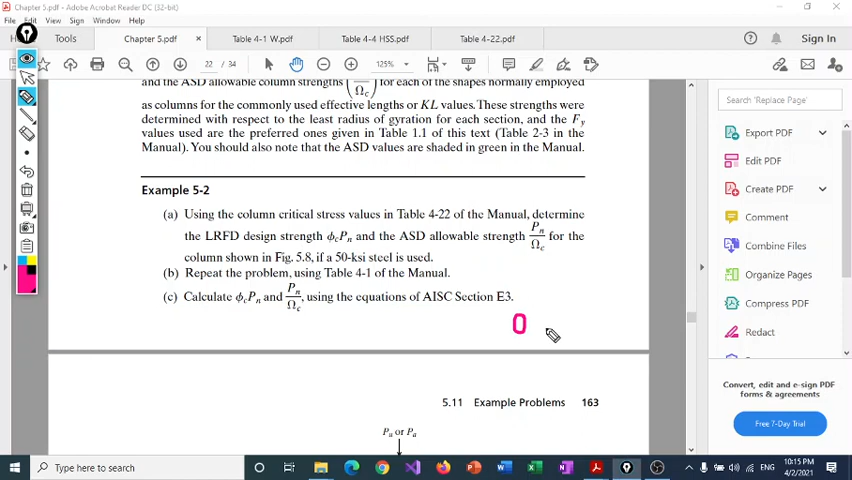 Chapter 5.pdf - Adobe Acrobat Reader DC (32-bit)
File Edit View Sign Window Help
Tools Chapter 5.pdf × Table 4-1 W.pdf Table 4-4 HSS.pdf Table 4-22.pdf Sign In
22 / 34 125%
and the ASD allowable column strengths (Ωc) for each of the shapes normally employed
as columns for the commonly used effective lengths or KL values. These strengths were
determined with respect to the least radius of gyration for each section, and the Fy
values used are the preferred ones given in Table 1.1 of this text (Table 2-3 in the
Manual). You should also note that the ASD values are shaded in green in the Manual.
Example 5-2
(a) Using the column critical stress values in Table 4-22 of the Manual, determine
the LRFD design strength ϕcPn and the ASD allowable strength Pn/Ωc for the
column shown in Fig. 5.8, if a 50-ksi steel is used.
(b) Repeat the problem, using Table 4-1 of the Manual.
(c) Calculate ϕcPn and Pn/Ωc, using the equations of AISC Section E3.
0
5.11 Example Problems 163
Pu or Pa
Search 'Replace Page'
Export PDF
Edit PDF
Create PDF
Comment
Combine Files
Organize Pages
Compress PDF
Redact
Convert, edit and e-sign PDF
forms & agreements
Free 7-Day Trial
Type here to search
ENG
10:15 PM
4/2/2021